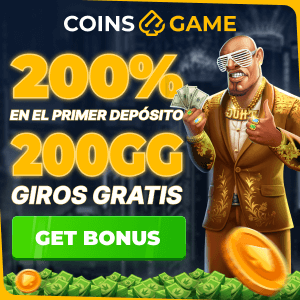 COINS GAME
200%
EN EL PRIMER DEPÓSITO
200GG
GIROS GRATIS
GET BONUS